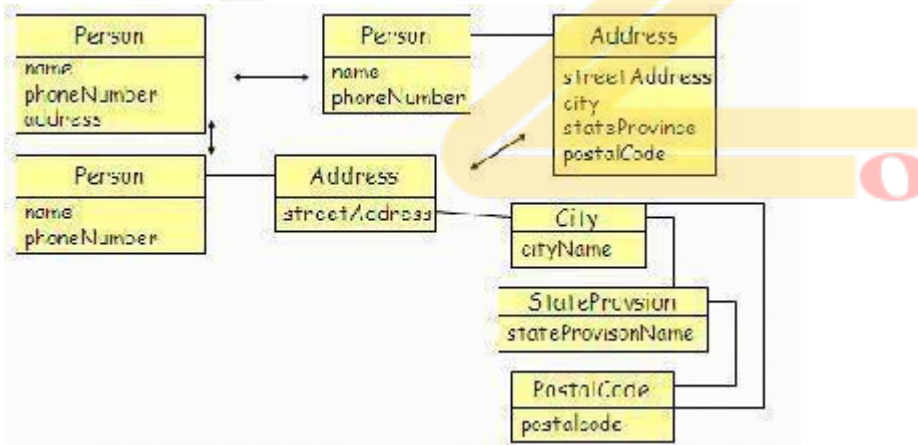 Person
name
phoneNumber
address
Person
name
phoneNumber
Address
streetAddress
city
stateProvince
postalCode
Person
name
phoneNumber
Address
streetAddress
City
cityName
StateProvsion
stateProvisonName
PostalCode
postalcode